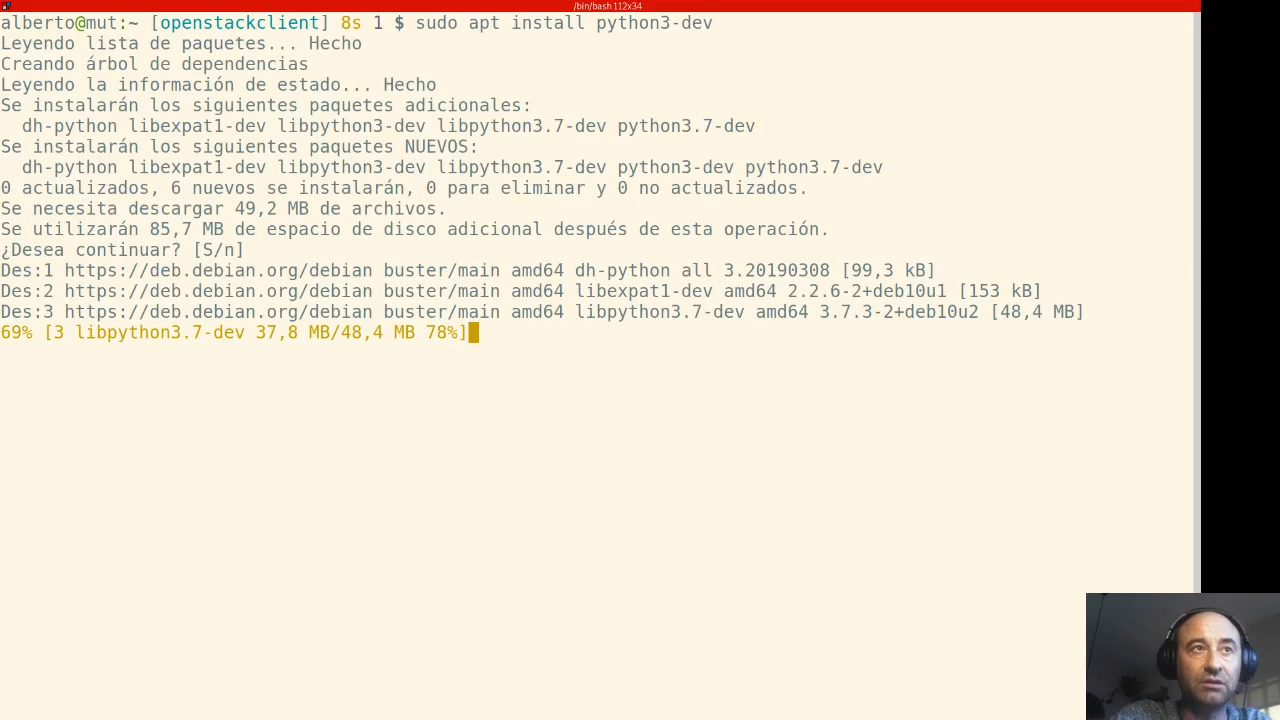 /bin/bash 112x34
alberto@mut:~ [openstackclient] 8s 1 $ sudo apt install python3-dev
Leyendo lista de paquetes... Hecho
Creando árbol de dependencias
Leyendo la información de estado... Hecho
Se instalarán los siguientes paquetes adicionales:
  dh-python libexpat1-dev libpython3-dev libpython3.7-dev python3.7-dev
Se instalarán los siguientes paquetes NUEVOS:
  dh-python libexpat1-dev libpython3-dev libpython3.7-dev python3-dev python3.7-dev
0 actualizados, 6 nuevos se instalarán, 0 para eliminar y 0 no actualizados.
Se necesita descargar 49,2 MB de archivos.
Se utilizarán 85,7 MB de espacio de disco adicional después de esta operación.
¿Desea continuar? [S/n]
Des:1 https://deb.debian.org/debian buster/main amd64 dh-python all 3.20190308 [99,3 kB]
Des:2 https://deb.debian.org/debian buster/main amd64 libexpat1-dev amd64 2.2.6-2+deb10u1 [153 kB]
Des:3 https://deb.debian.org/debian buster/main amd64 libpython3.7-dev amd64 3.7.3-2+deb10u2 [48,4 MB]
69% [3 libpython3.7-dev 37,8 MB/48,4 MB 78%]